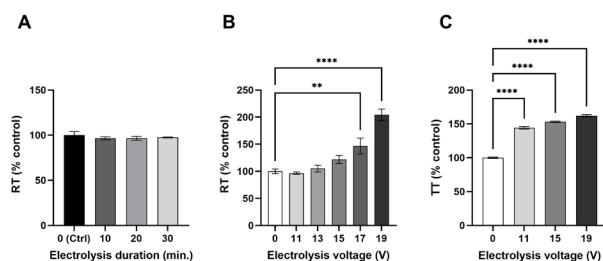 A
B
C
RT (% control)
150
100
50
0
0 (Ctrl) 10 20 30
Electrolysis duration (min.)
RT (% control)
****
**
250
200
150
100
50
0
0 11 13 15 17 19
Electrolysis voltage (V)
TT (% control)
****
****
****
200
150
100
50
0
0 11 15 19
Electrolysis voltage (V)